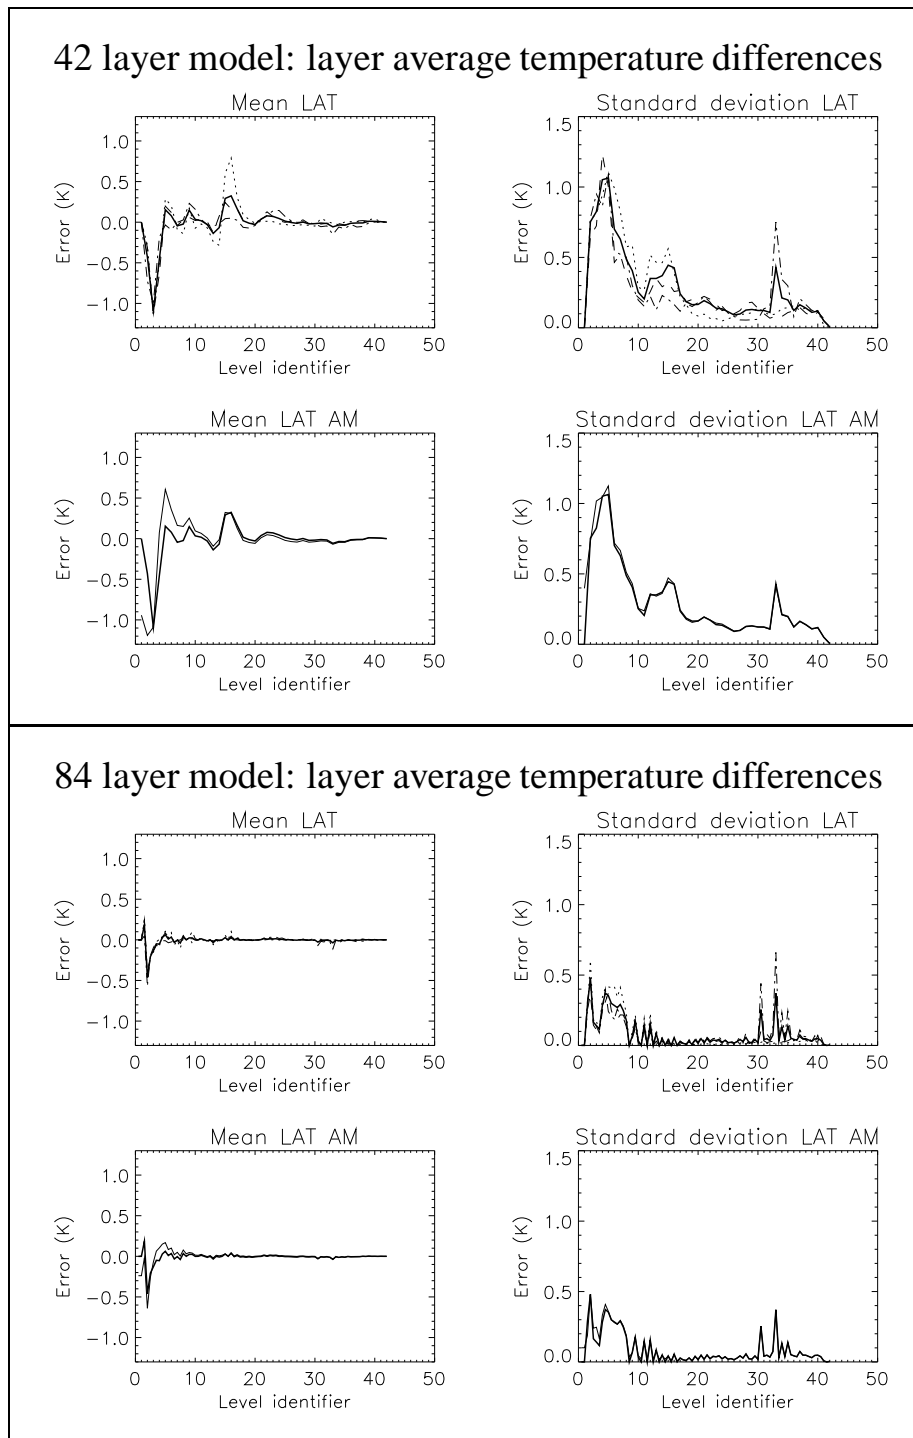 42 layer model: layer average temperature differences
Mean LAT
1.0
0.5
0.0
−0.5
−1.0
Error (K)
0 10 20 30 40 50
Level identifier
Standard deviation LAT
1.5
1.0
0.5
0.0
Error (K)
0 10 20 30 40 50
Level identifier
Mean LAT AM
1.0
0.5
0.0
−0.5
−1.0
Error (K)
0 10 20 30 40 50
Level identifier
Standard deviation LAT AM
1.5
1.0
0.5
0.0
Error (K)
0 10 20 30 40 50
Level identifier
84 layer model: layer average temperature differences
Mean LAT
1.0
0.5
0.0
−0.5
−1.0
Error (K)
0 10 20 30 40 50
Level identifier
Standard deviation LAT
1.5
1.0
0.5
0.0
Error (K)
0 10 20 30 40 50
Level identifier
Mean LAT AM
1.0
0.5
0.0
−0.5
−1.0
Error (K)
0 10 20 30 40 50
Level identifier
Standard deviation LAT AM
1.5
1.0
0.5
0.0
Error (K)
0 10 20 30 40 50
Level identifier